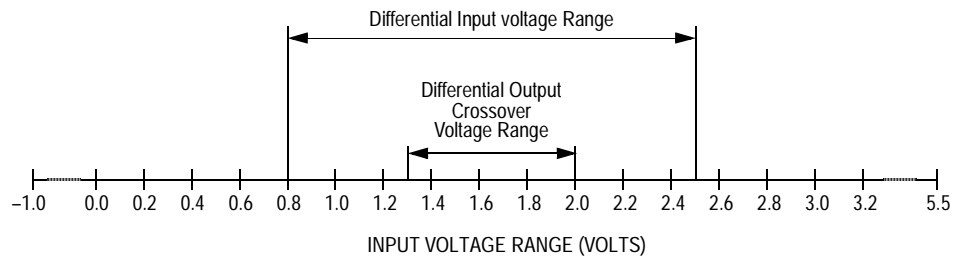 Differential Input voltage Range
Differential Output
Crossover
Voltage Range
–1.0 0.0 0.2 0.4 0.6 0.8 1.0 1.2 1.4 1.6 1.8 2.0 2.2 2.4 2.6 2.8 3.0 3.2 5.5
INPUT VOLTAGE RANGE (VOLTS)